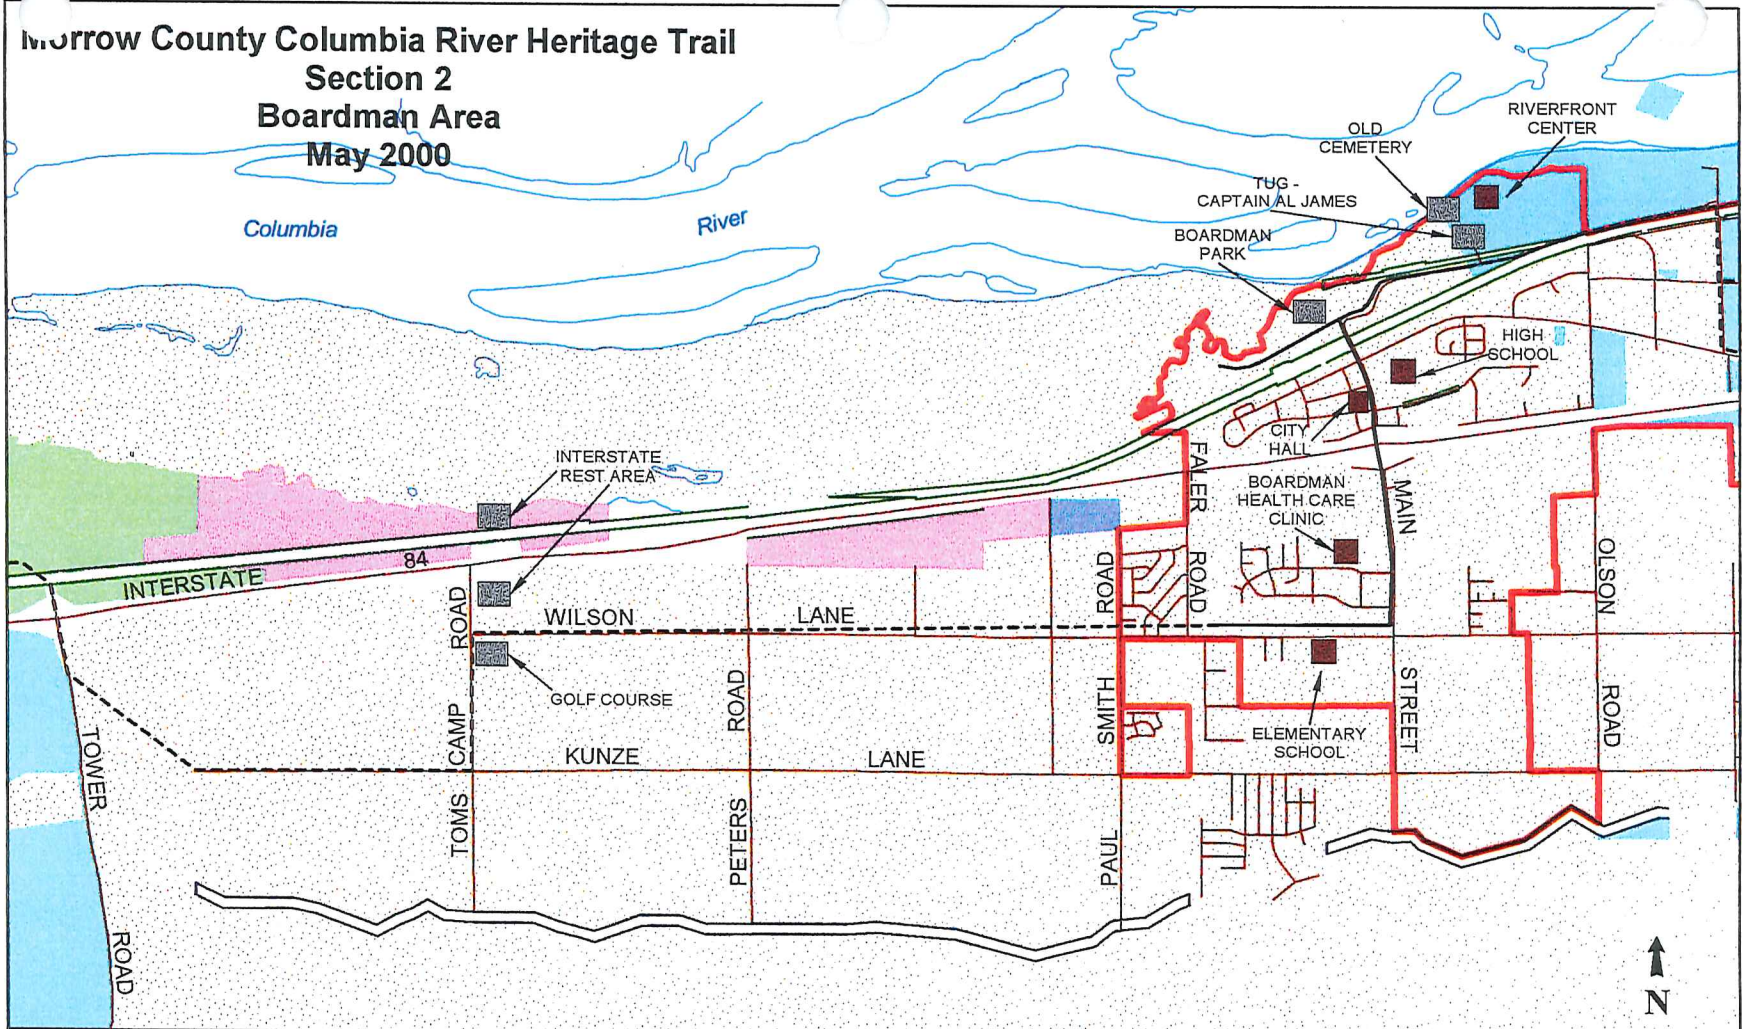 Morrow County Columbia River Heritage Trail
Section 2
Boardman Area
May 2000
Columbia
River
OLD
CEMETERY
RIVERFRONT
CENTER
TUG -
CAPTAIN AL JAMES
BOARDMAN
PARK
HIGH
SCHOOL
CITY
HALL
INTERSTATE
REST AREA
BOARDMAN
HEALTH CARE
CLINIC
FALER
ROAD
MAIN
STREET
INTERSTATE
84
WILSON
LANE
GOLF COURSE
KUNZE
LANE
ELEMENTARY
SCHOOL
TOWER
ROAD
TOMS
CAMP
ROAD
PETERS
ROAD
PAUL
SMITH
ROAD
OLSON
ROAD
N